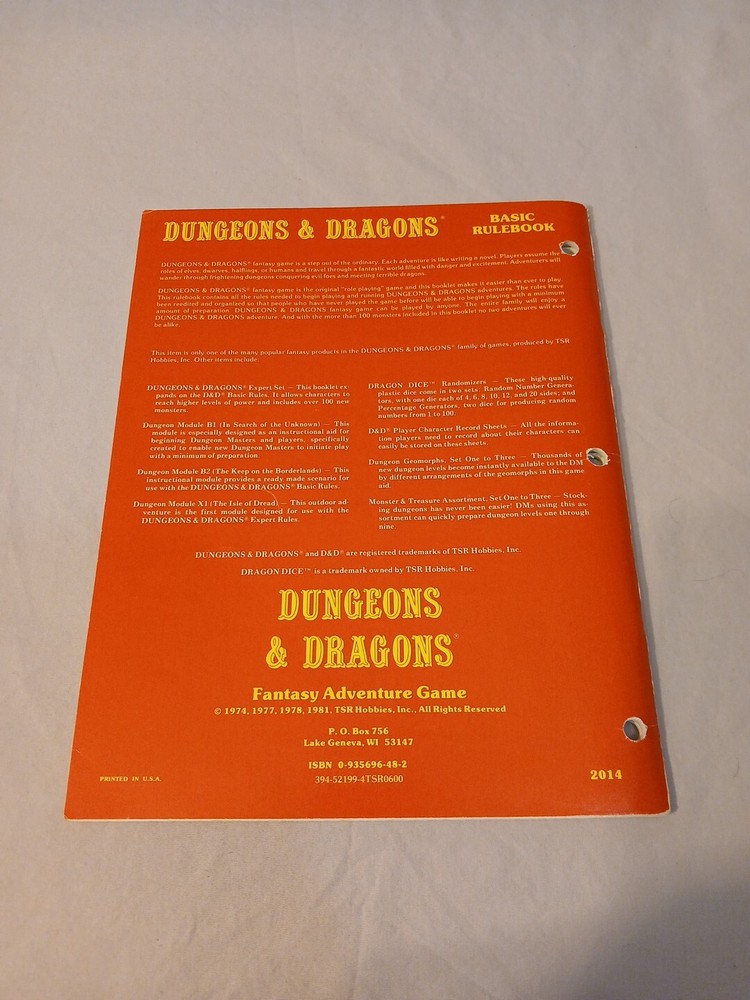 DUNGEONS & DRAGONS®
BASIC
RULEBOOK
DUNGEONS & DRAGONS® fantasy game is a step out of the ordinary. Each adventure is like writing a novel. Players assume the
roles of elves, dwarves, halflings, or humans and travel through a fantastic world filled with danger and excitement. Adventurers will
wander through frightening dungeons conquering evil foes and meeting terrible dragons.
DUNGEONS & DRAGONS® fantasy game is the original "role playing" game and this booklet makes it easier than ever to play.
This rulebook contains all the rules needed to begin playing and running DUNGEONS & DRAGONS® adventures. The rules have
been reedited and organized so that people who have never played the game before will be able to begin playing with a minimum
amount of preparation. DUNGEONS & DRAGONS® fantasy game can be played by anyone. The entire family will enjoy a
DUNGEONS & DRAGONS® adventure. And with the more than 100 monsters included in this booklet no two adventures will ever
be alike.
This item is only one of the many popular fantasy products in the DUNGEONS & DRAGONS® family of games, produced by TSR
Hobbies, Inc. Other items include:
DUNGEONS & DRAGONS® Expert Set — This booklet ex-
pands on the D&D® Basic Rules. It allows characters to
reach higher levels of power and includes over 100 new
monsters.
Dungeon Module B1 (In Search of the Unknown) — This
module is especially designed as an instructional aid for
beginning Dungeon Masters and players, specifically
created to enable new Dungeon Masters to initiate play
with a minimum of preparation.
Dungeon Module B2 (The Keep on the Borderlands) — This
instructional module provides a ready made scenario for
use with the DUNGEONS & DRAGONS® Basic Rules.
Dungeon Module X1 (The Isle of Dread) — This outdoor ad-
venture is the first module designed for use with the
DUNGEONS & DRAGONS® Expert Rules.
DRAGON DICE™ Randomizers — These high-quality
plastic dice come in two sets: Random Number Genera-
tors, with one die each of 4, 6, 8, 10, 12, and 20 sides; and
Percentage Generators, two dice for producing random
numbers from 1 to 100.
D&D® Player Character Record Sheets — All the informa-
tion players need to record about their characters can
easily be stored on these sheets.
Dungeon Geomorphs, Set One to Three — Thousands of
new dungeon levels become instantly available to the DM
by different arrangements of the geomorphs in this game
aid.
Monster & Treasure Assortment, Set One to Three — Stock-
ing dungeons has never been easier! DMs using this as-
sortment can quickly prepare dungeon levels one through
nine.
DUNGEONS & DRAGONS® and D&D® are registered trademarks of TSR Hobbies, Inc.
DRAGON DICE™ is a trademark owned by TSR Hobbies, Inc.
DUNGEONS
& DRAGONS®
Fantasy Adventure Game
© 1974, 1977, 1978, 1981, TSR Hobbies, Inc., All Rights Reserved
P. O. Box 756
Lake Geneva, WI 53147
ISBN 0-935696-48-2
394-52199-4TSR0600
PRINTED IN U.S.A.
2014